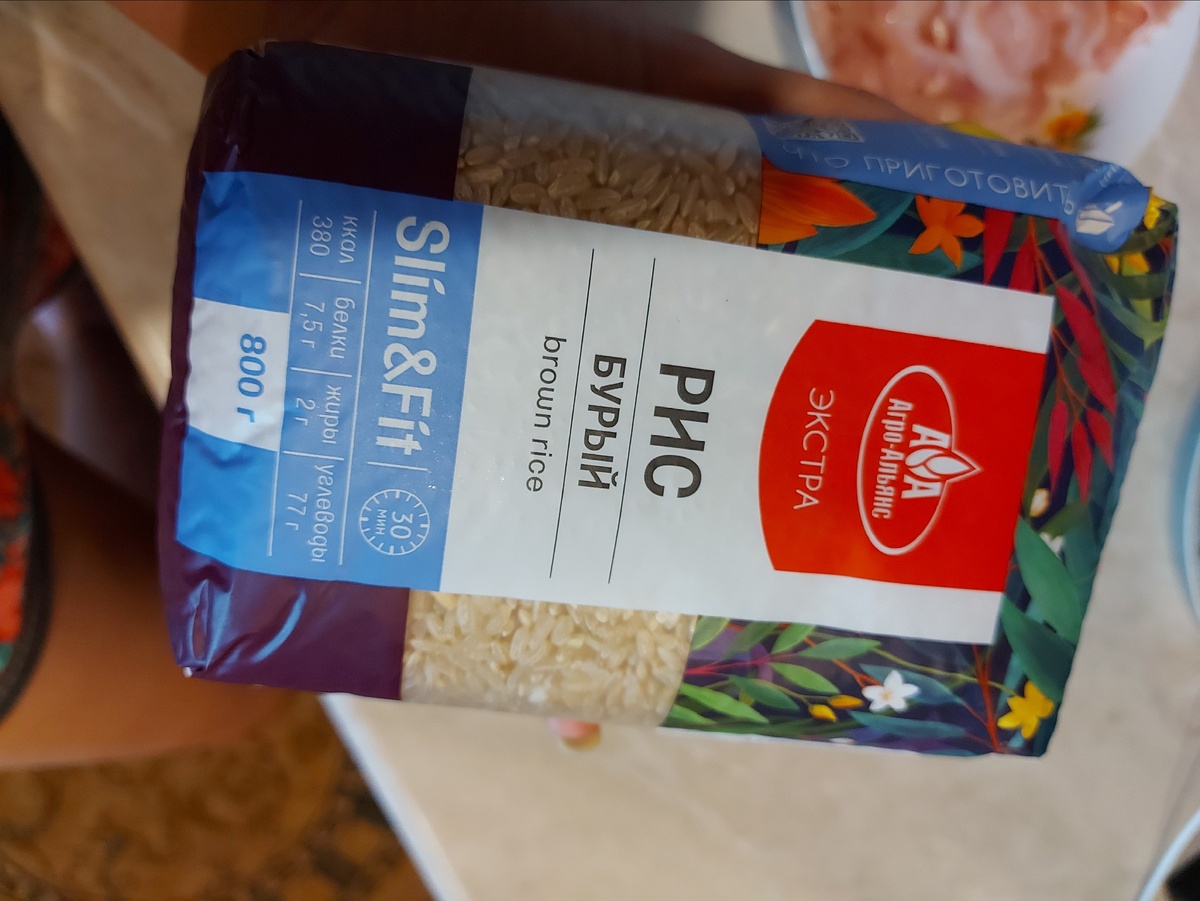 ЧТО ПРИГОТОВИТЬ
АА
Агро-Альянс
ЭКСТРА
РИС
БУРЫЙ
brown rice
Slim&Fit
30
мин
ккал белки жиры углеводы
380 7,5 г 2 г 77 г
800 г